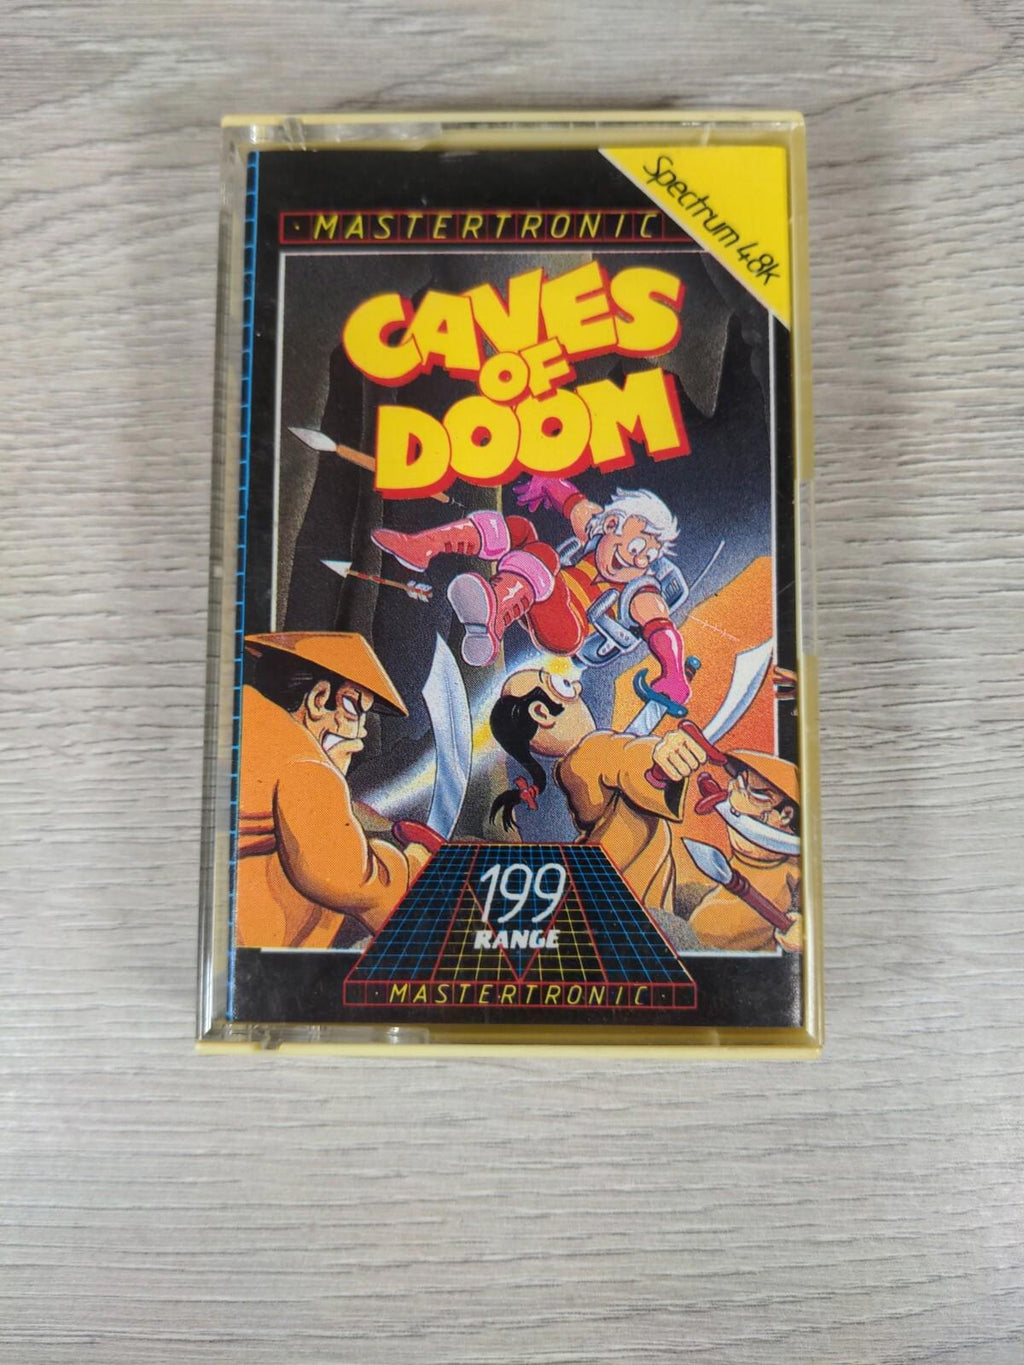 Spectrum 48k
· MASTERTRONIC
CAVES
OF
DOOM
199
RANGE
· MASTERTRONIC ·